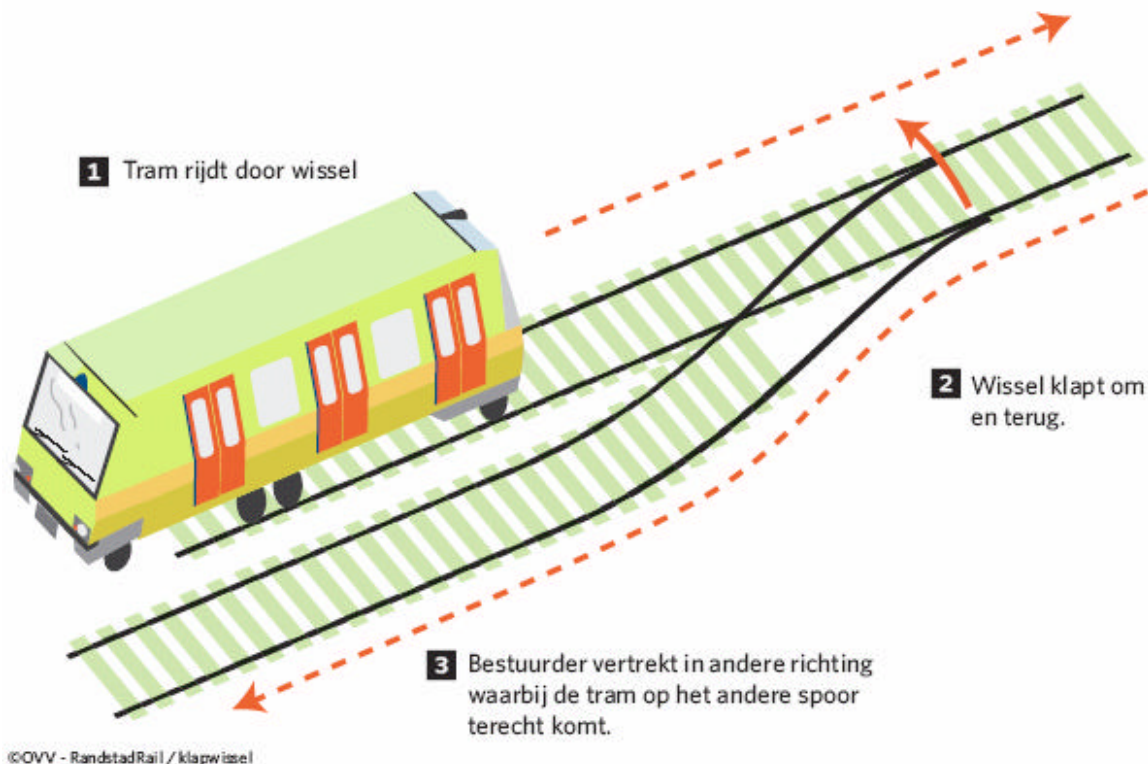 1 Tram rijdt door wissel
2 Wissel klapt om
en terug.
3 Bestuurder vertrekt in andere richting
waarbij de tram op het andere spoor
terecht komt.
©OVV - RandstadRail / klapwissel